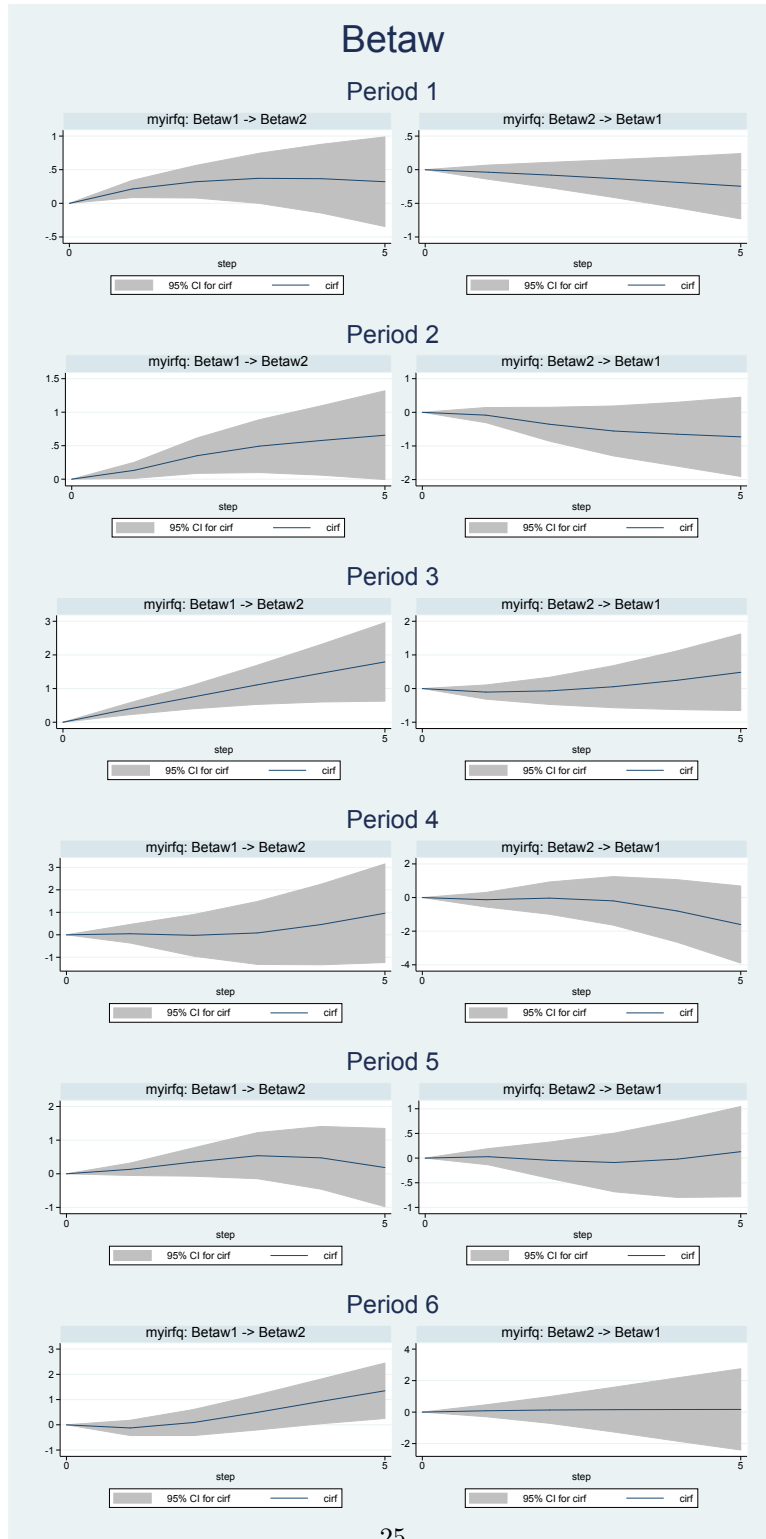 Betaw
Period 1
myirfq: Betaw1 -> Betaw2
1
.5
0
-.5
0
5
step
95% CI for cirf
cirf
myirfq: Betaw2 -> Betaw1
.5
0
-.5
-1
0
5
step
95% CI for cirf
cirf
Period 2
myirfq: Betaw1 -> Betaw2
1.5
1
.5
0
0
5
step
95% CI for cirf
cirf
myirfq: Betaw2 -> Betaw1
1
0
-1
-2
0
5
step
95% CI for cirf
cirf
Period 3
myirfq: Betaw1 -> Betaw2
3
2
1
0
0
5
step
95% CI for cirf
cirf
myirfq: Betaw2 -> Betaw1
2
1
0
-1
0
5
step
95% CI for cirf
cirf
Period 4
myirfq: Betaw1 -> Betaw2
3
2
1
0
-1
0
5
step
95% CI for cirf
cirf
myirfq: Betaw2 -> Betaw1
2
0
-2
-4
0
5
step
95% CI for cirf
cirf
Period 5
myirfq: Betaw1 -> Betaw2
2
1
0
-1
0
5
step
95% CI for cirf
cirf
myirfq: Betaw2 -> Betaw1
1
.5
0
-.5
-1
0
5
step
95% CI for cirf
cirf
Period 6
myirfq: Betaw1 -> Betaw2
3
2
1
0
-1
0
5
step
95% CI for cirf
cirf
myirfq: Betaw2 -> Betaw1
4
2
0
-2
0
5
step
95% CI for cirf
cirf
25